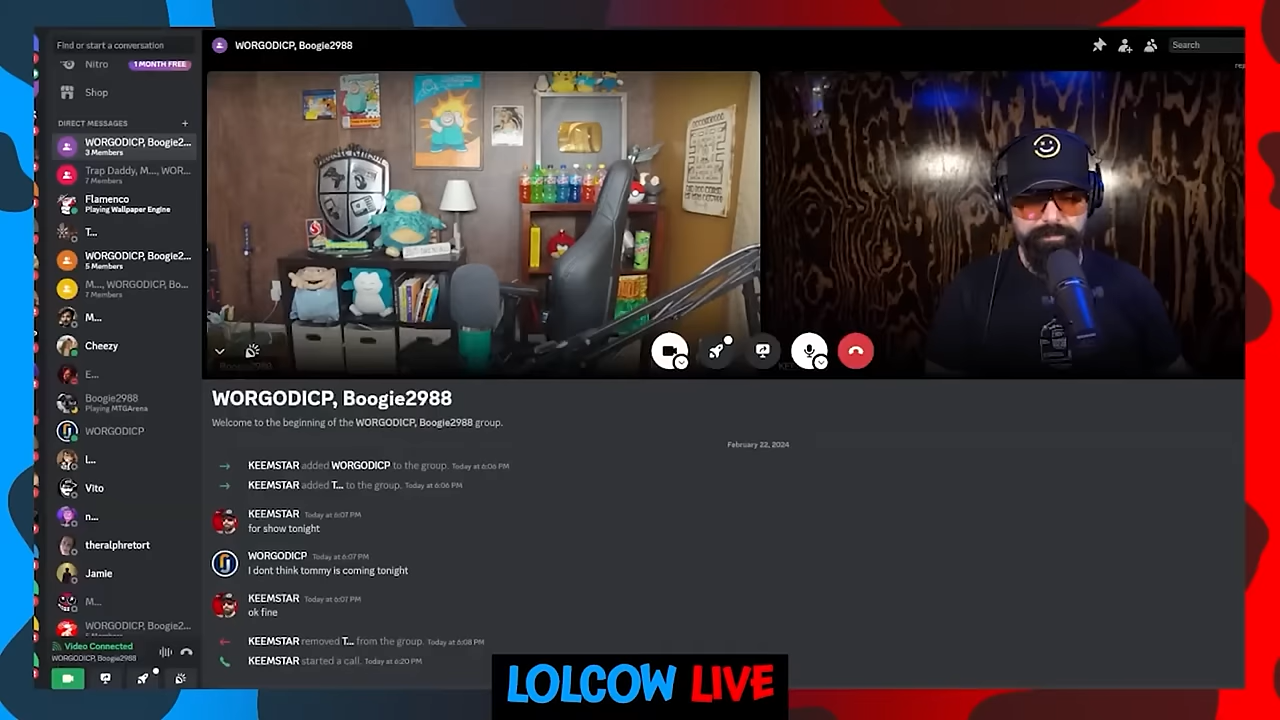 Find or start a conversation
WORGODICP, Boogie2988
Search
Nitro
1 MONTH FREE
Shop
DIRECT MESSAGES
WORGODICP, Boogie2...
3 Members
Trap Daddy, M..., WOR...
7 Members
Flamenco
Playing Wallpaper Engine
T...
WORGODICP, Boogie2...
5 Members
M..., WORGODICP, Bo...
7 Members
M...
Cheezy
E...
Boogie2988
Playing MTGArena
WORGODICP
L...
Vito
n...
theralphretort
Jamie
M...
WORGODICP, Boogie2...
Video Connected
WORGODICP, Boogie2988
Boogie2988
WORGODICP, Boogie2988
Welcome to the beginning of the WORGODICP, Boogie2988 group.
February 22, 2024
KEEMSTAR added WORGODICP to the group. Today at 6:06 PM
KEEMSTAR added T... to the group. Today at 6:06 PM
KEEMSTAR Today at 6:07 PM
for show tonight
WORGODICP Today at 6:07 PM
I dont think tommy is coming tonight
KEEMSTAR Today at 6:07 PM
ok fine
KEEMSTAR removed T... from the group. Today at 6:08 PM
KEEMSTAR started a call. Today at 6:20 PM
LOLCOW LIVE